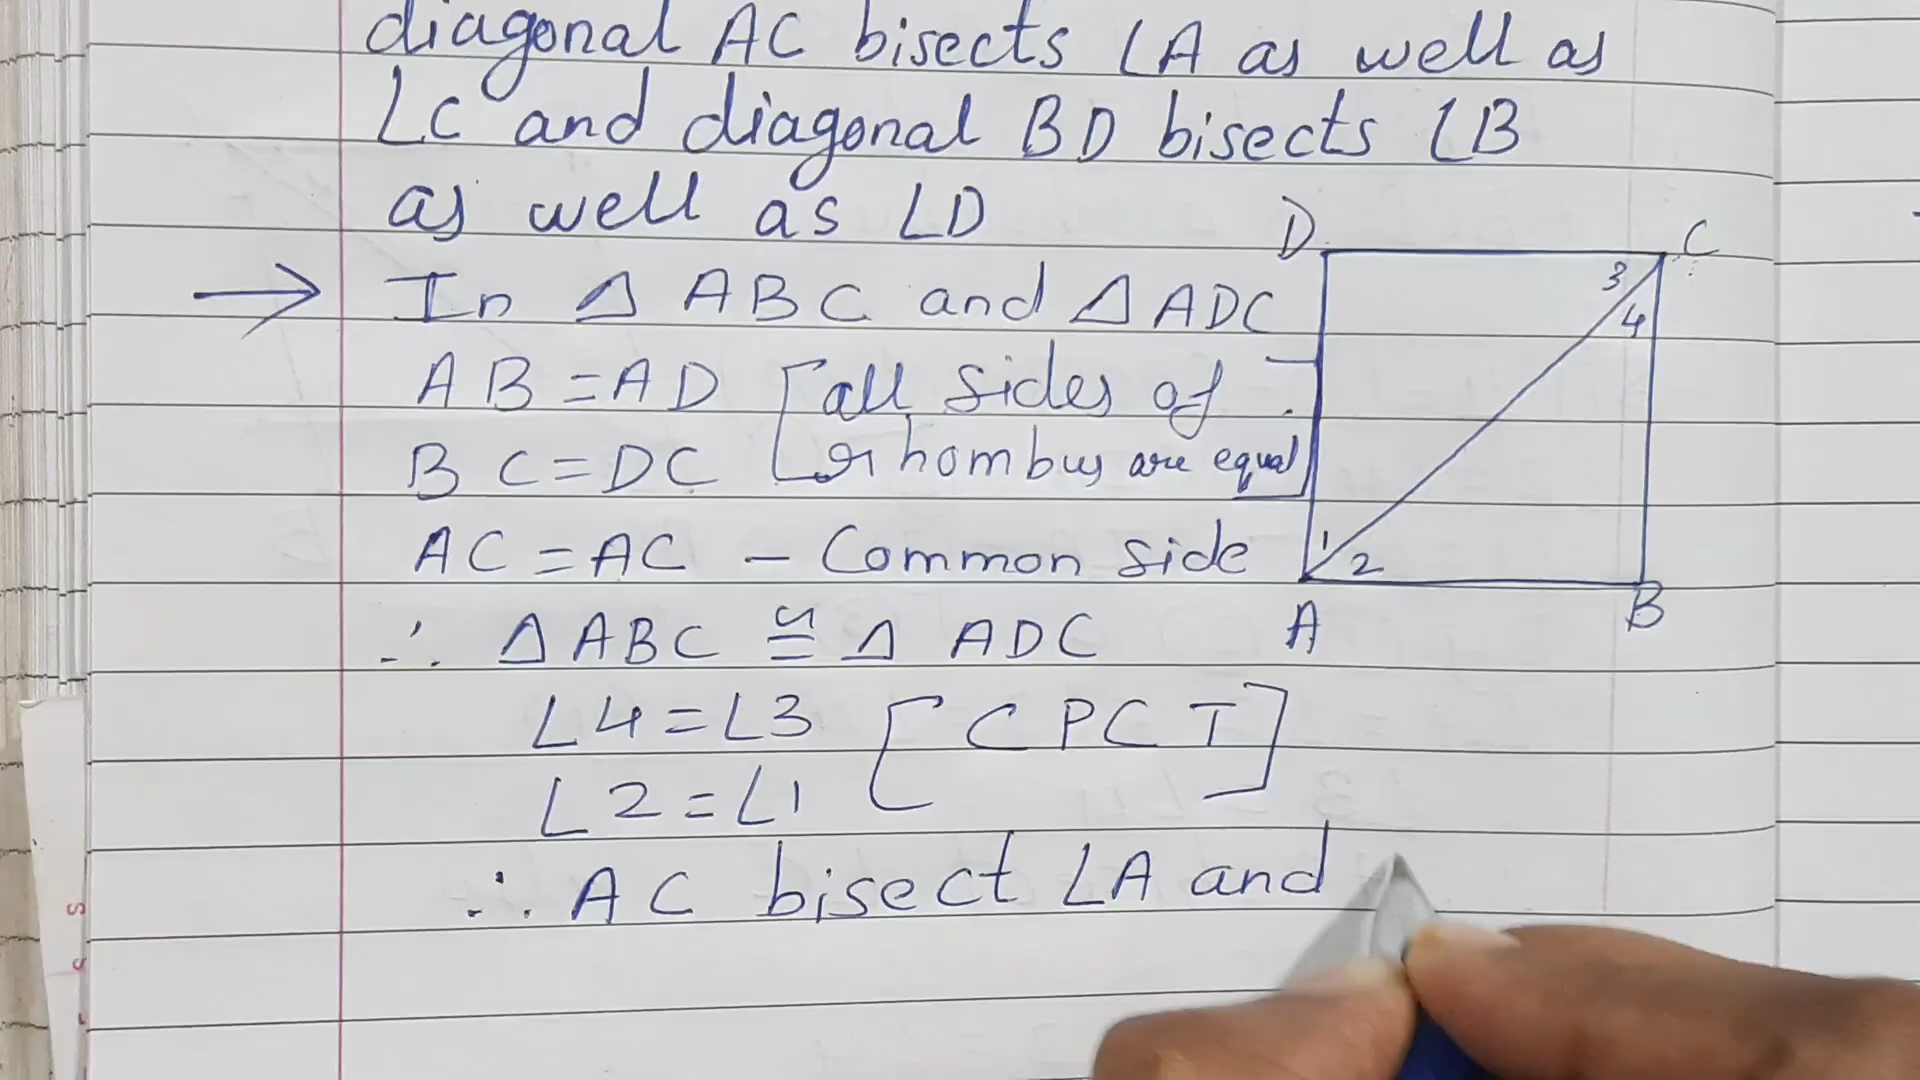 diagonal AC bisects ∠A as well as
∠C and diagonal BD bisects ∠B
as well as ∠D
→ In Δ ABC and Δ ADC
AB = AD [all sides of
BC = DC rhombus are equal]
AC = AC - Common side
∴ Δ ABC ≅ Δ ADC
∠4 = ∠3 [CPCT]
∠2 = ∠1
∴ AC bisect ∠A and
D
C
3
4
1
2
A
B